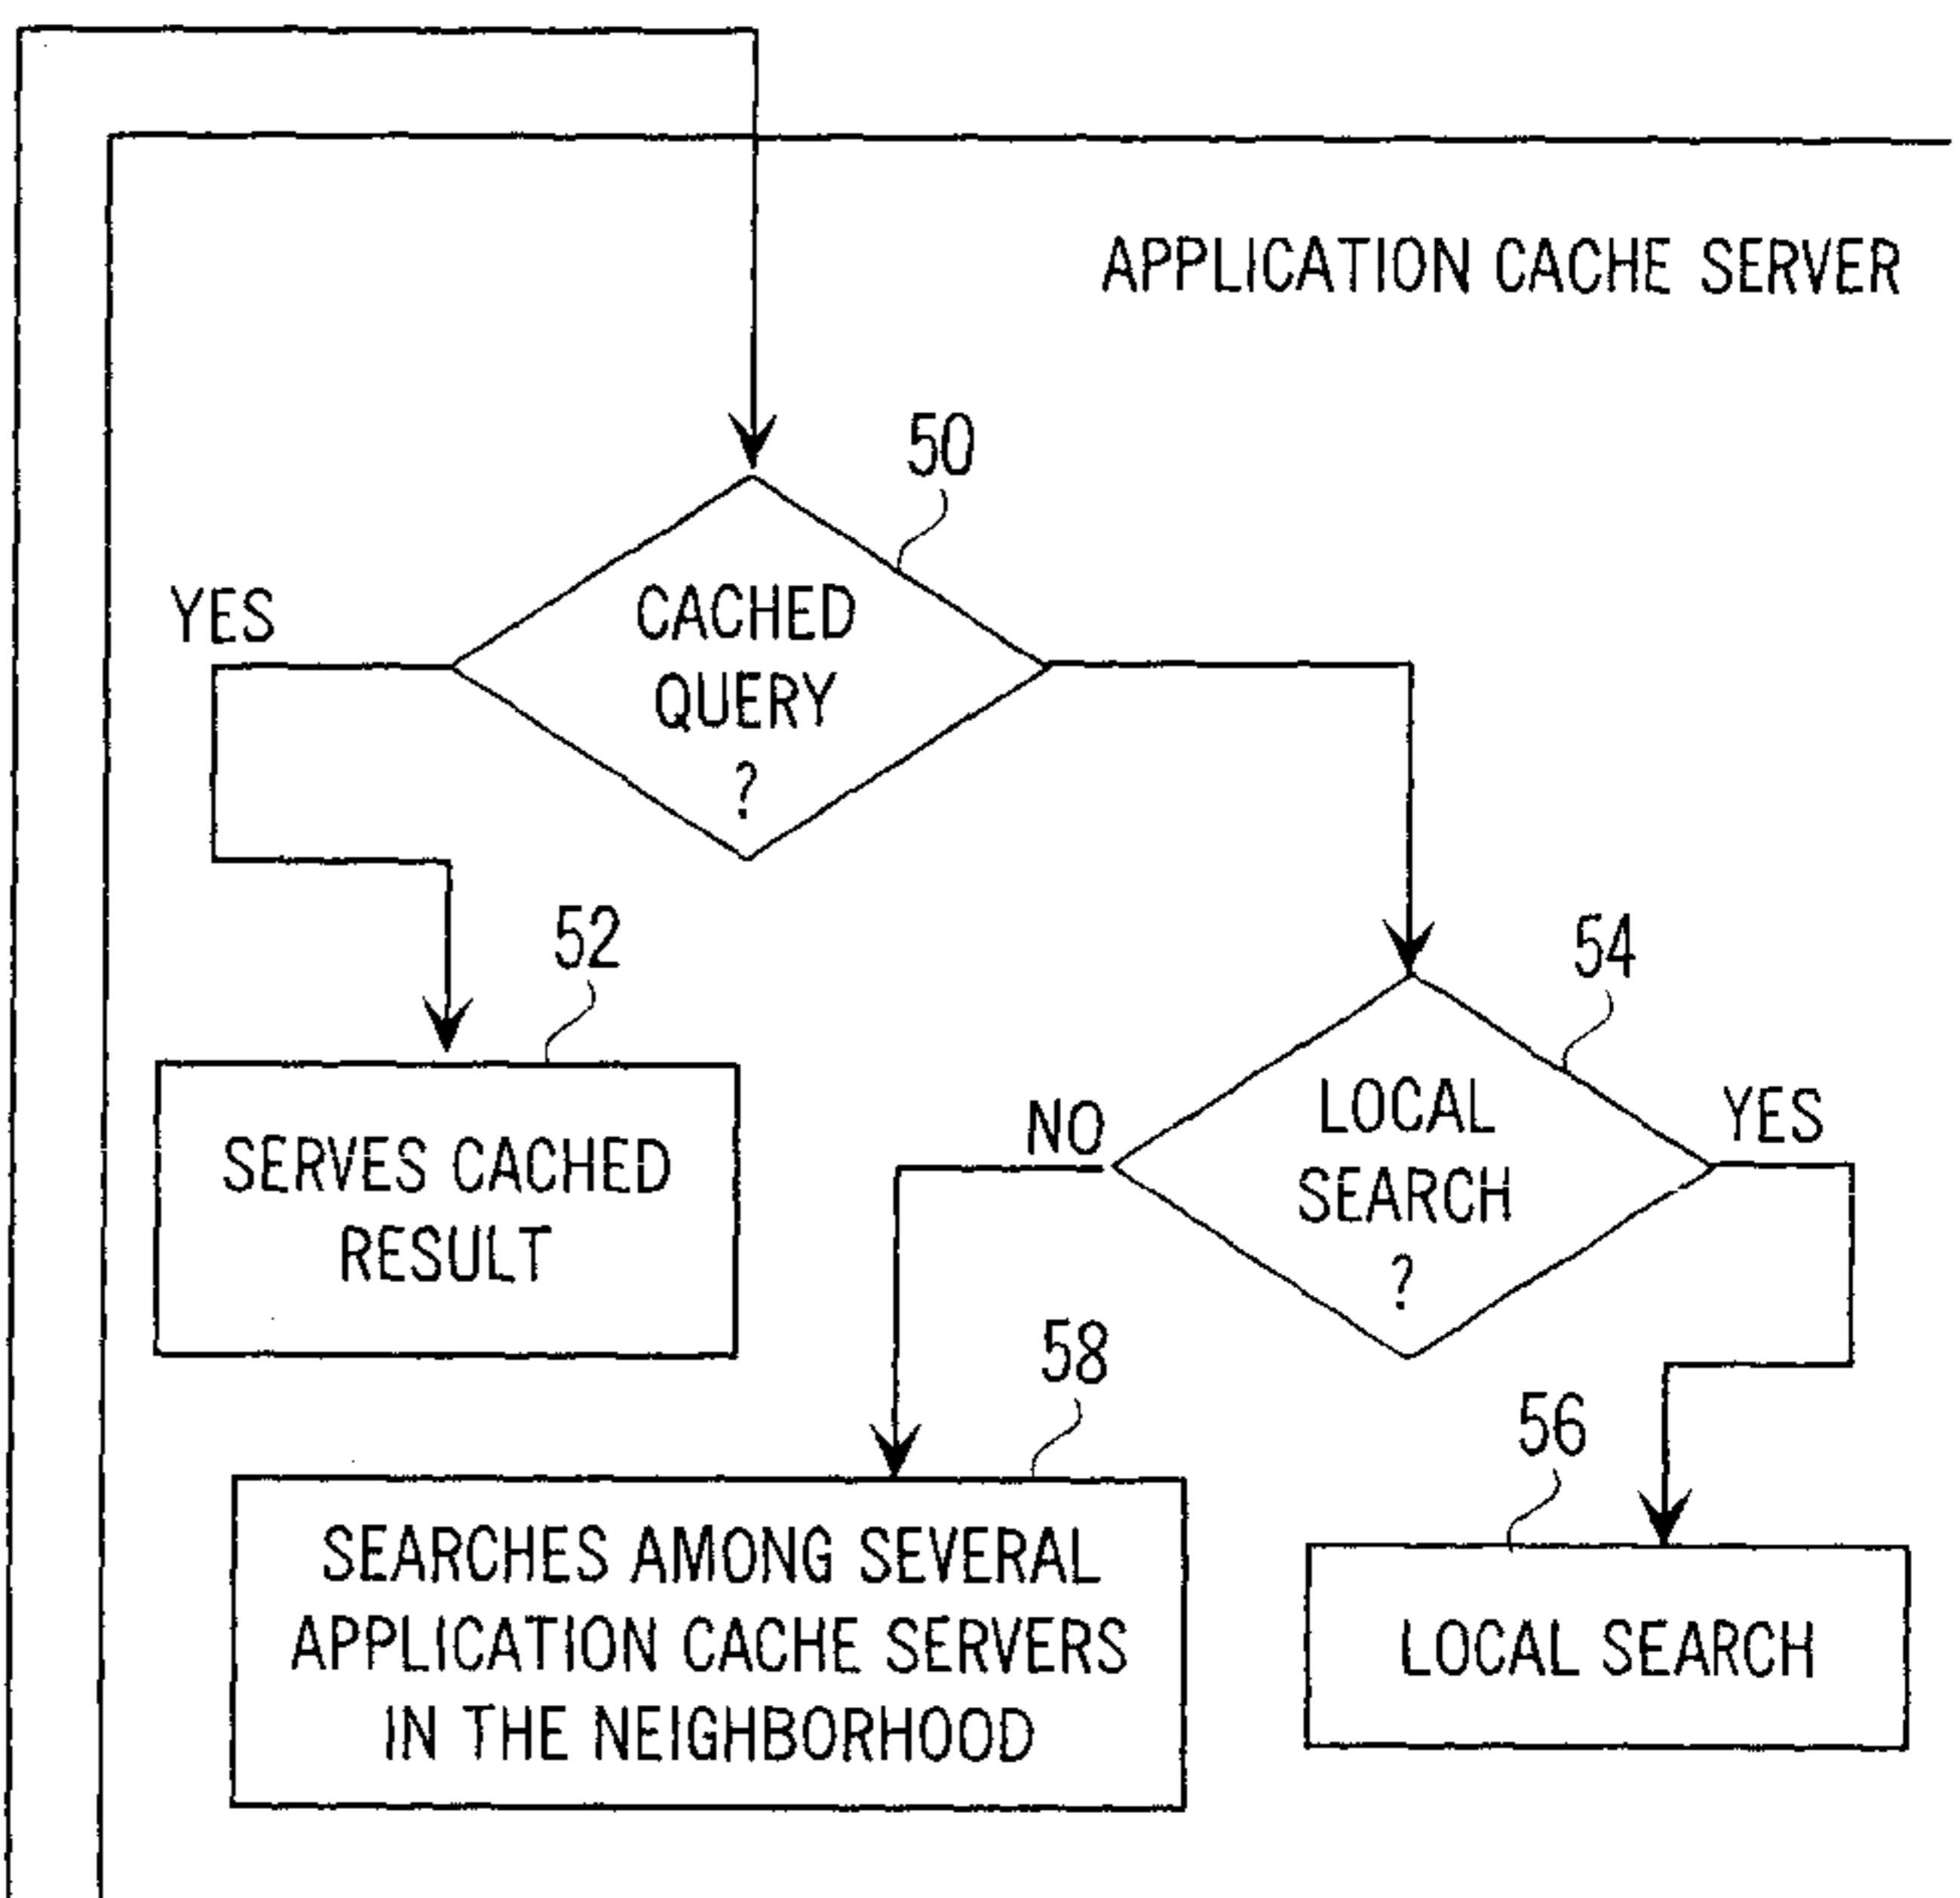 APPLICATION CACHE SERVER
50
YES
CACHED
QUERY
?
52
SERVES CACHED
RESULT
54
LOCAL
SEARCH
?
NO
YES
58
SEARCHES AMONG SEVERAL
APPLICATION CACHE SERVERS
IN THE NEIGHBORHOOD
56
LOCAL SEARCH